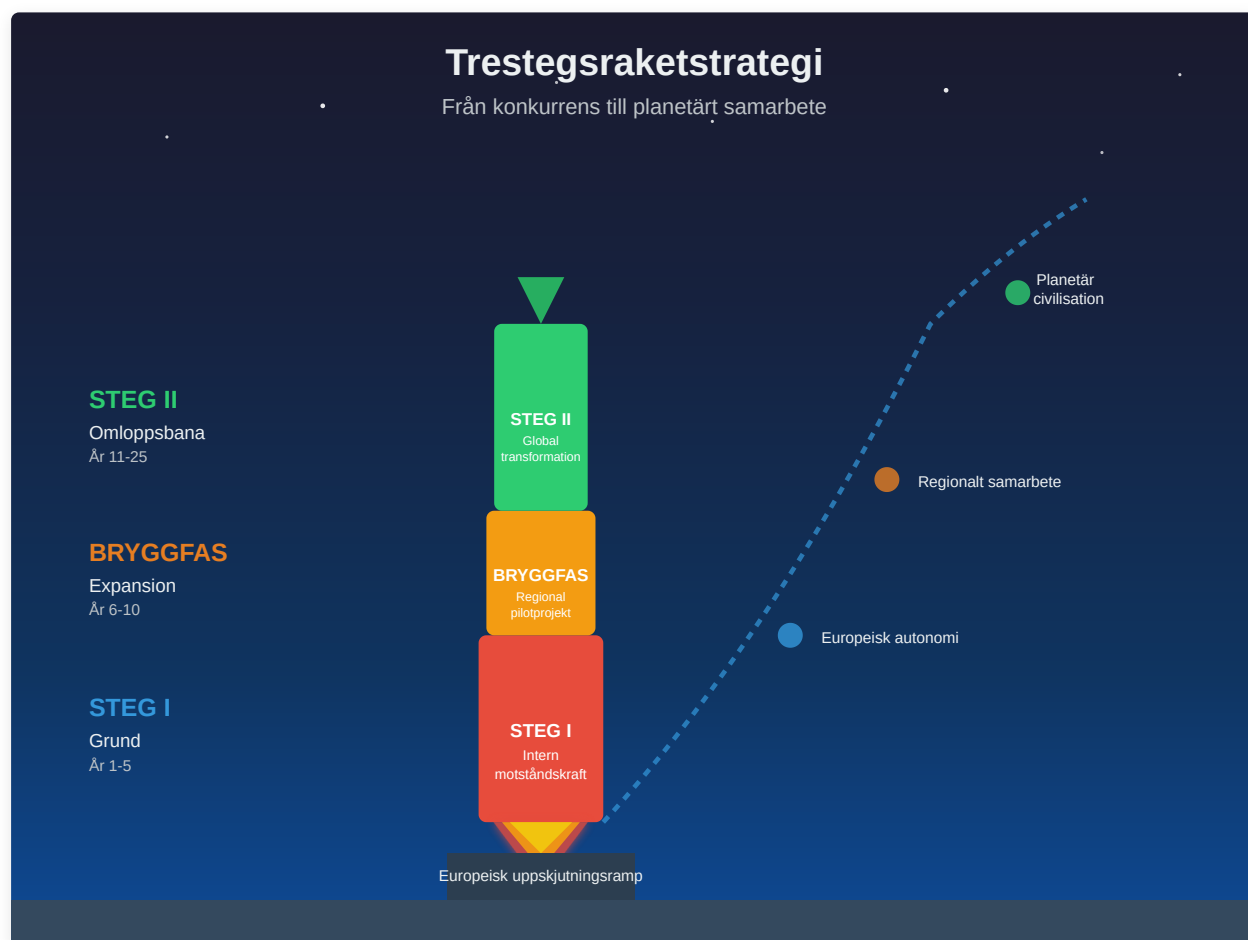 Trestegsraketstrategi
Från konkurrens till planetärt samarbete
Planetär
civilisation
STEG II
Omloppsbana
År 11-25
STEG II
Global
transformation
Regionalt samarbete
BRYGGFAS
Expansion
År 6-10
BRYGGFAS
Regional
pilotprojekt
Europeisk autonomi
STEG I
Grund
År 1-5
STEG I
Intern
motståndskraft
Europeisk uppskjutningsramp